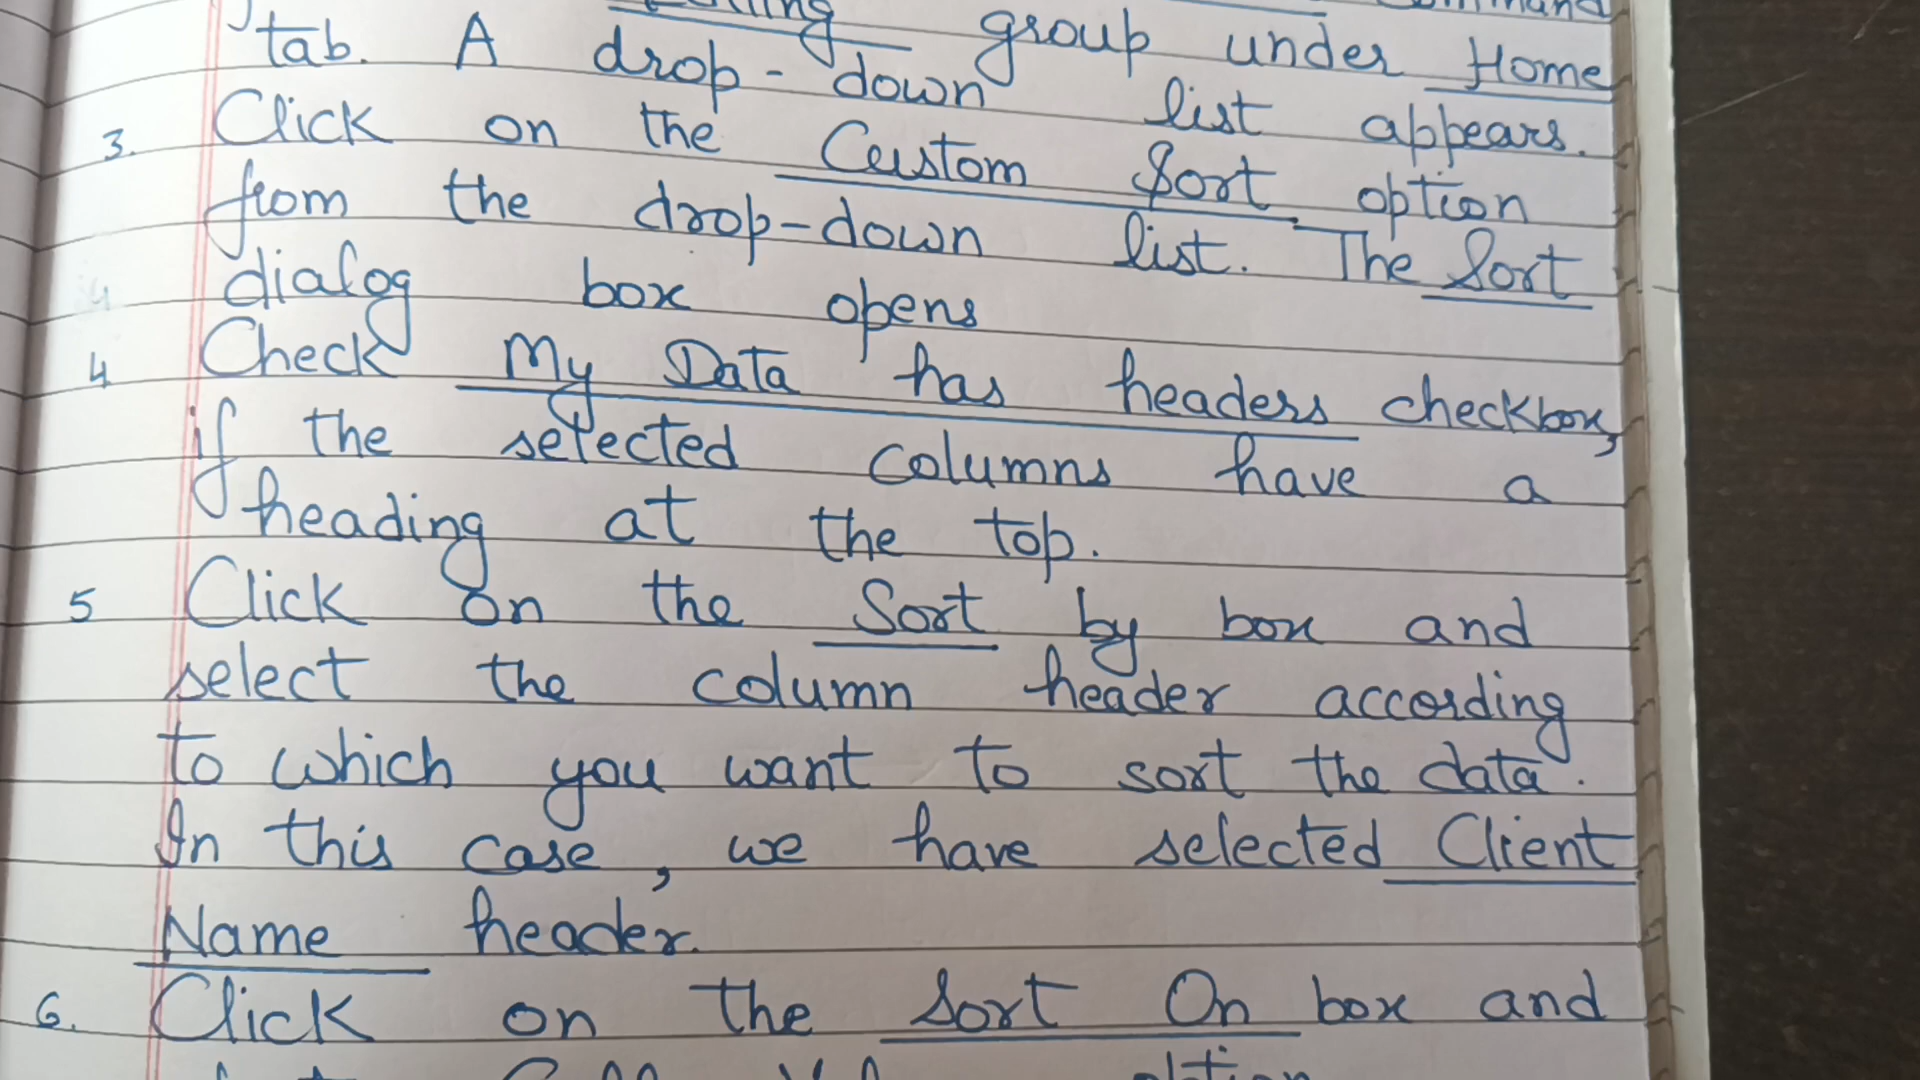 group under Home
tab. A drop-down list appears.
3. Click on the Custom Sort option
from the drop-down list. The Sort
dialog box opens
4 Check My Data has headers checkbox,
if the selected columns have a
heading at the top.
5 Click on the Sort by box and
select the column header according
to which you want to sort the data.
In this case, we have selected Client
Name header.
6. Click on the Sort On box and
option